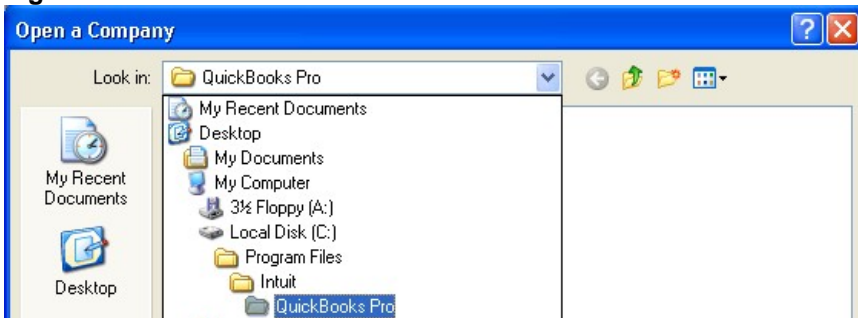 Open a Company
Look in: QuickBooks Pro
My Recent Documents
Desktop
My Documents
My Computer
3½ Floppy (A:)
Local Disk (C:)
Program Files
Intuit
QuickBooks Pro
My Recent
Documents
Desktop